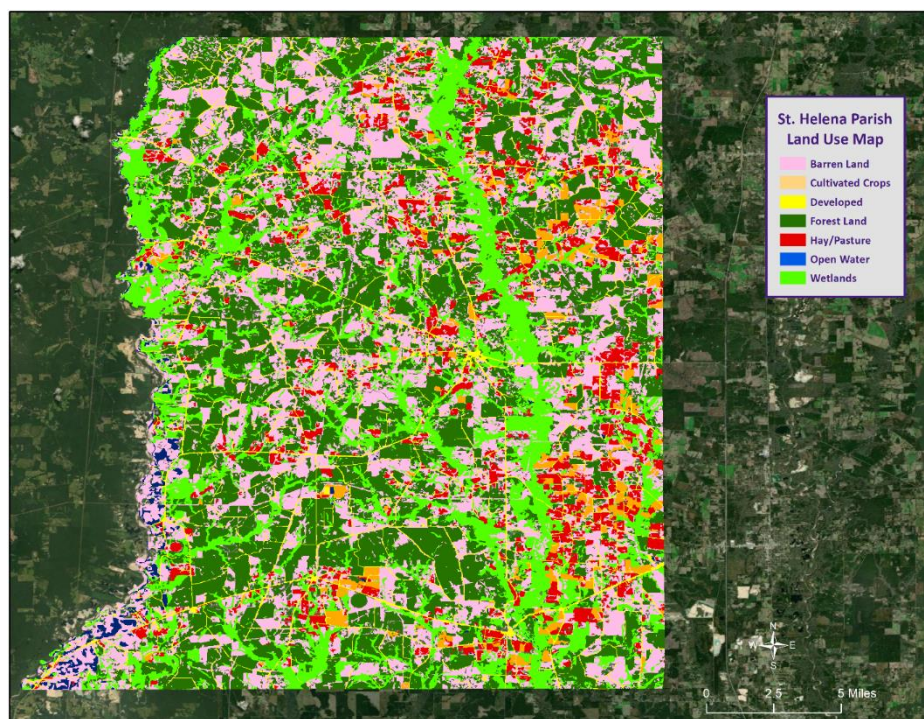 St. Helena Parish
Land Use Map
Barren Land
Cultivated Crops
Developed
Forest Land
Hay/Pasture
Open Water
Wetlands
N
W E
S
0 2.5 5 Miles